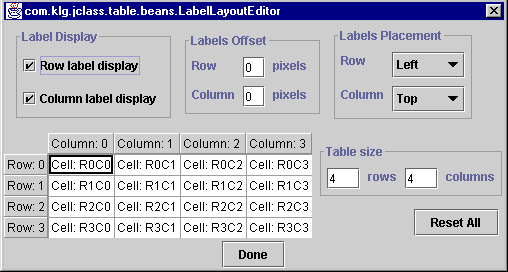 com.klg.jclass.table.beans.LabelLayoutEditor
Label Display
Row label display
Column label display
Labels Offset
Row 0 pixels
Column 0 pixels
Labels Placement
Row Left
Column Top
Column: 0 Column: 1 Column: 2 Column: 3
Row: 0 Cell: R0C0 Cell: R0C1 Cell: R0C2 Cell: R0C3
Row: 1 Cell: R1C0 Cell: R1C1 Cell: R1C2 Cell: R1C3
Row: 2 Cell: R2C0 Cell: R2C1 Cell: R2C2 Cell: R2C3
Row: 3 Cell: R3C0 Cell: R3C1 Cell: R3C2 Cell: R3C3
Table size
4 rows 4 columns
Reset All
Done